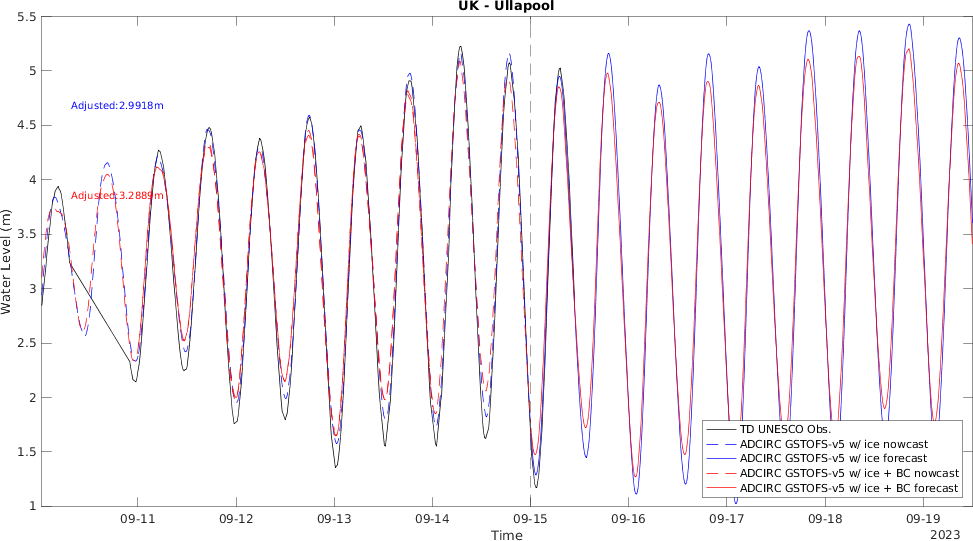 UK - Ullapool
5.5
5
4.5
4
3.5
3
2.5
2
1.5
1
Water Level (m)
Adjusted:2.9918m
Adjusted:3.2889m
TD UNESCO Obs.
ADCIRC GSTOFS-v5 w/ ice nowcast
ADCIRC GSTOFS-v5 w/ ice forecast
ADCIRC GSTOFS-v5 w/ ice + BC nowcast
ADCIRC GSTOFS-v5 w/ ice + BC forecast
09-11 09-12 09-13 09-14 09-15 09-16 09-17 09-18 09-19
Time
2023